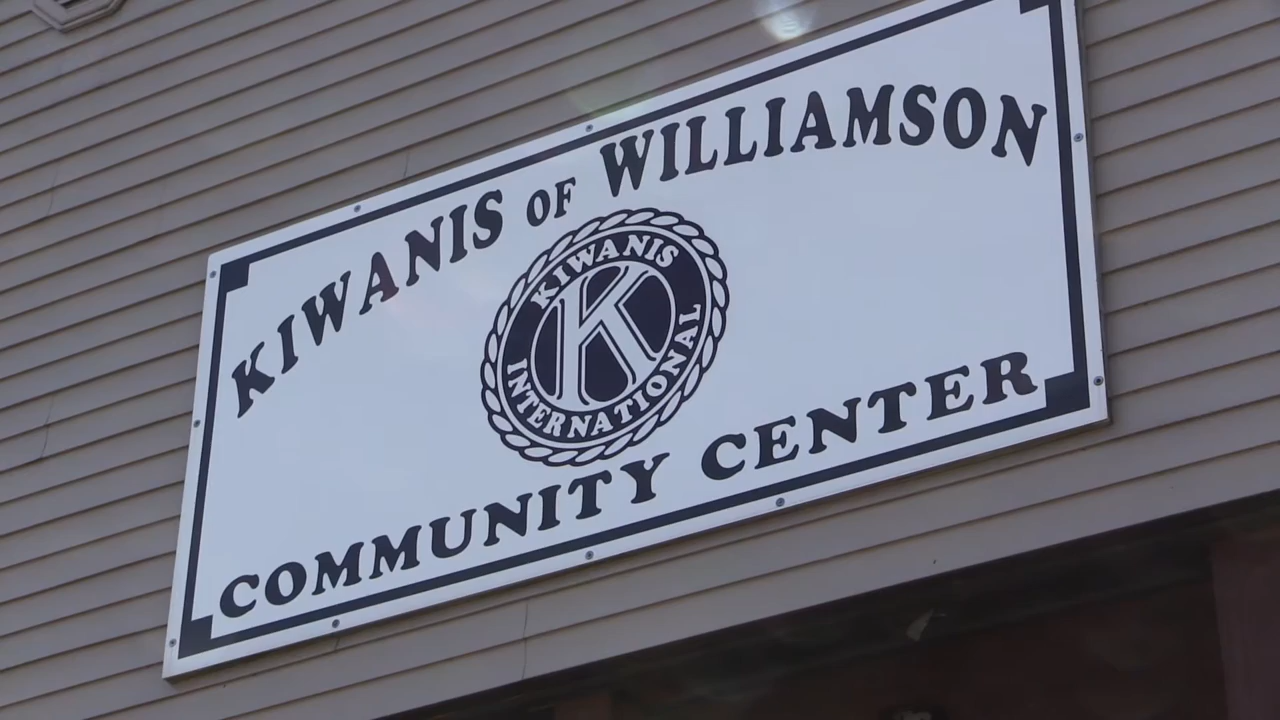 KIWANIS OF WILLIAMSON
KIWANIS
K
INTERNATIONAL
COMMUNITY CENTER